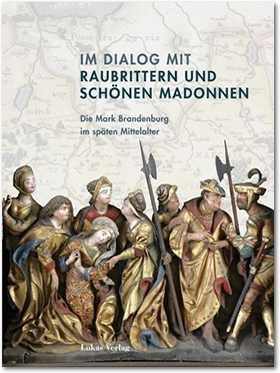 IM DIALOG MIT
RAUBRITTERN UND
SCHÖNEN MADONNEN
Die Mark Brandenburg
im späten Mittelalter
Lukas Verlag